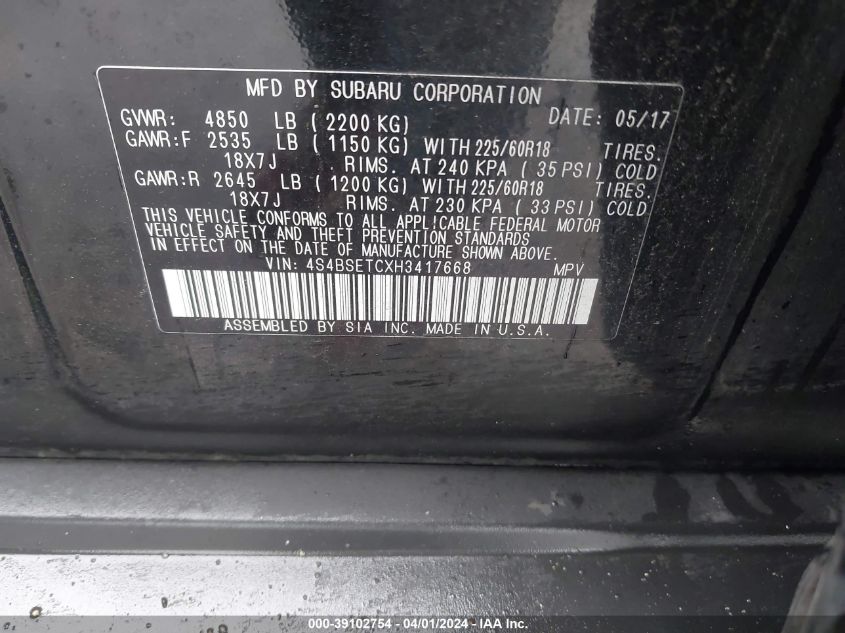 MFD BY SUBARU CORPORATION
GVWR: 4850 LB ( 2200 KG) DATE: 05/17
GAWR:F 2535 LB ( 1150 KG) WITH 225/60R18 TIRES.
18X7J RIMS. AT 240 KPA ( 35 PSI) COLD
GAWR:R 2645 LB ( 1200 KG) WITH 225/60R18 TIRES.
18X7J RIMS. AT 230 KPA ( 33 PSI) COLD
THIS VEHICLE CONFORMS TO ALL APPLICABLE FEDERAL MOTOR
VEHICLE SAFETY AND THEFT PREVENTION STANDARDS
IN EFFECT ON THE DATE OF MANUFACTURE SHOWN ABOVE.
VIN: 4S4BSETCXH3417668 MPV
ASSEMBLED BY SIA INC. MADE IN U.S.A.
000-39102754 - 04/01/2024 - IAA Inc.